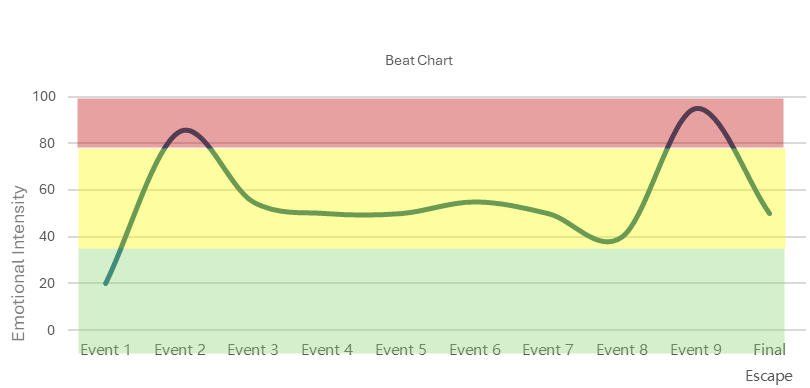 Beat Chart
Emotional Intensity
100
80
60
40
20
0
Event 1 Event 2 Event 3 Event 4 Event 5 Event 6 Event 7 Event 8 Event 9 Final
Escape